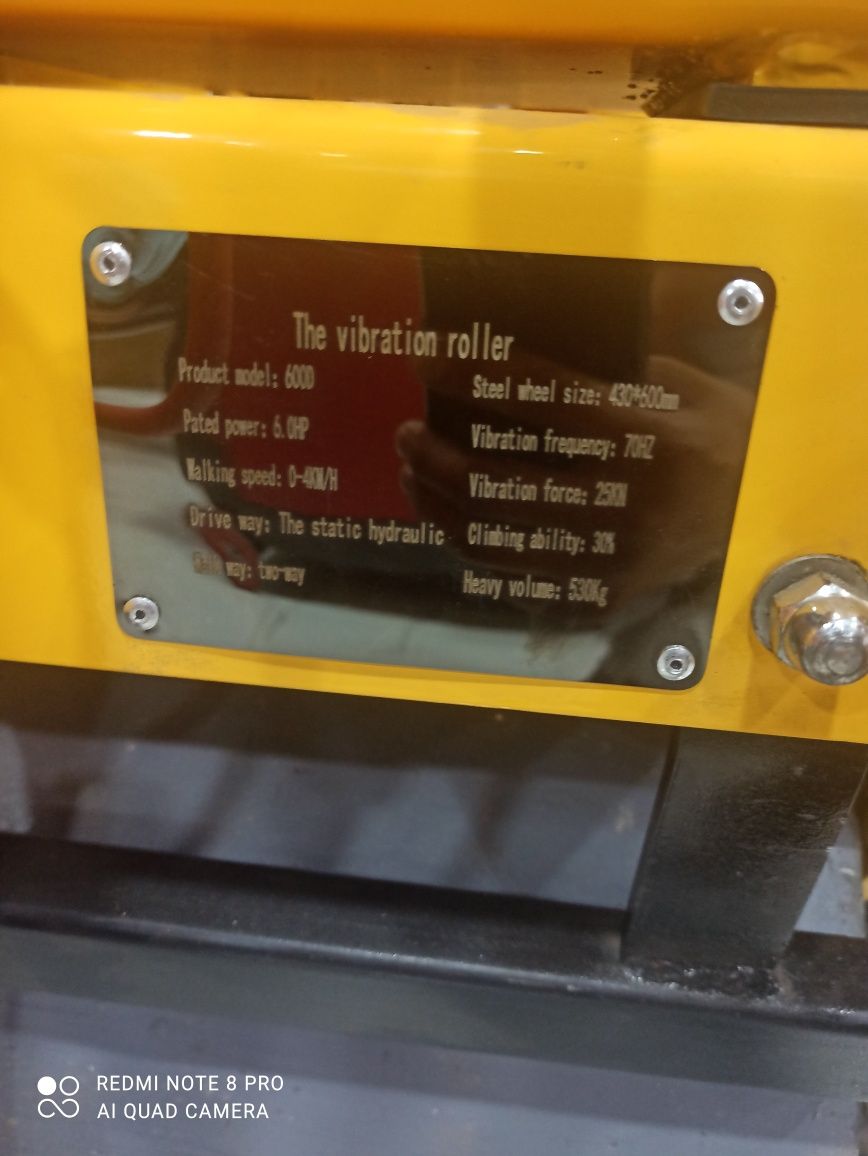 The vibration roller
Product model: 600D
Pated power: 6.0HP
Walking speed: 0-4KM/H
Drive way: The static hydraulic
way: two-way
Steel wheel size: 430*600mm
Vibration frequency: 70HZ
Vibration force: 25KN
Climbing ability: 30%
Heavy volume: 530Kg
REDMI NOTE 8 PRO
AI QUAD CAMERA